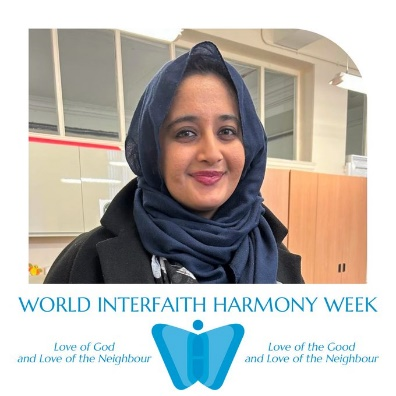 WORLD INTERFAITH HARMONY WEEK
Love of God
and Love of the Neighbour
Love of the Good
and Love of the Neighbour